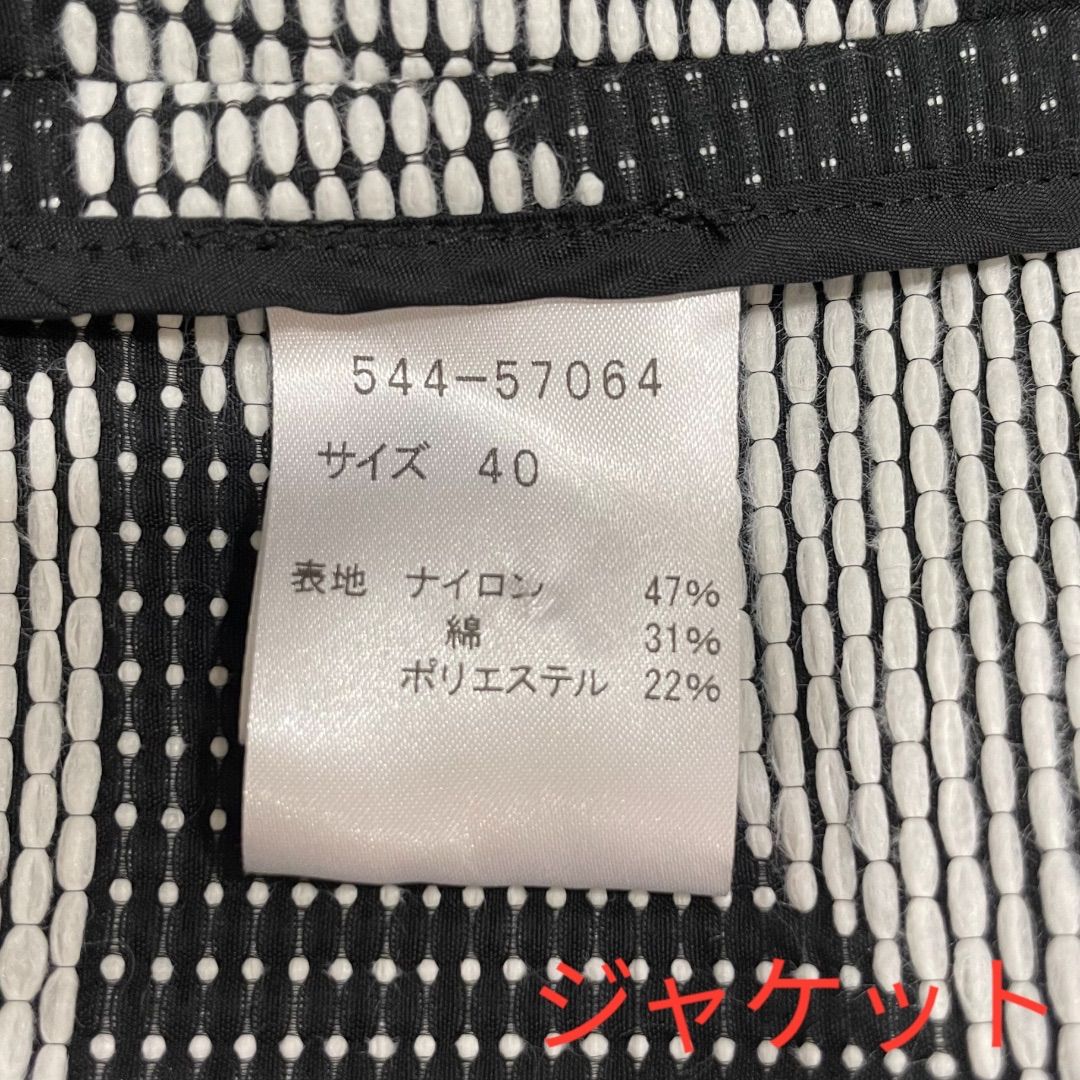 544-57064
サイズ 40
表地 ナイロン 47%
綿 31%
ポリエステル 22%
ジャケット